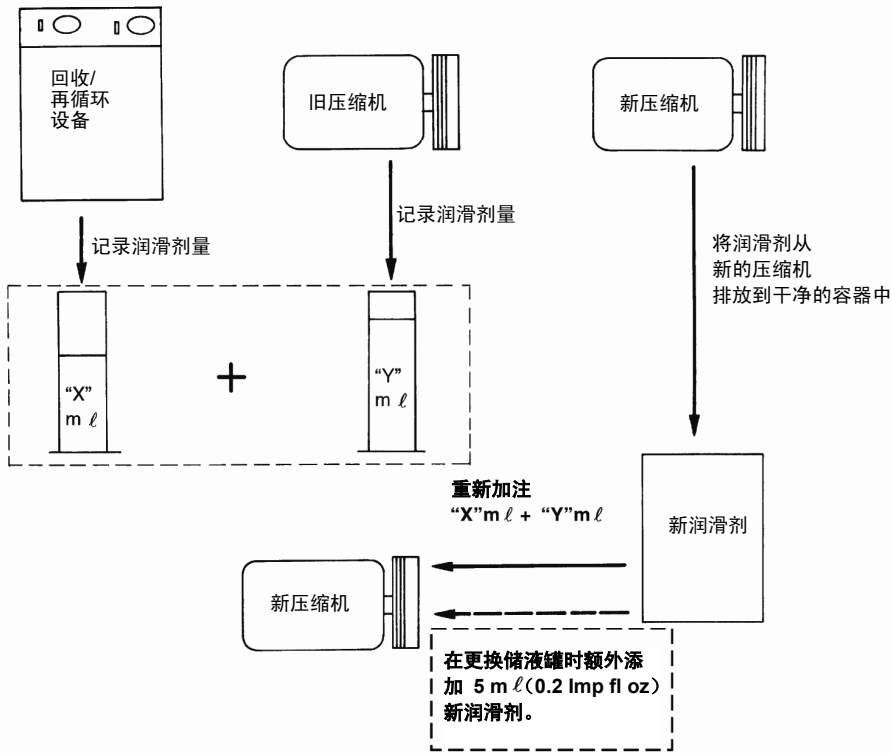 回收/
再循环
设备
旧压缩机
新压缩机
记录润滑剂量
记录润滑剂量
将润滑剂从
新的压缩机
排放到干净的容器中
“X”
m ℓ
+
“Y”
m ℓ
重新加注
“X”m ℓ + “Y”m ℓ
新润滑剂
新压缩机
在更换储液罐时额外添
加 5 m ℓ(0.2 Imp fl oz)
新润滑剂。